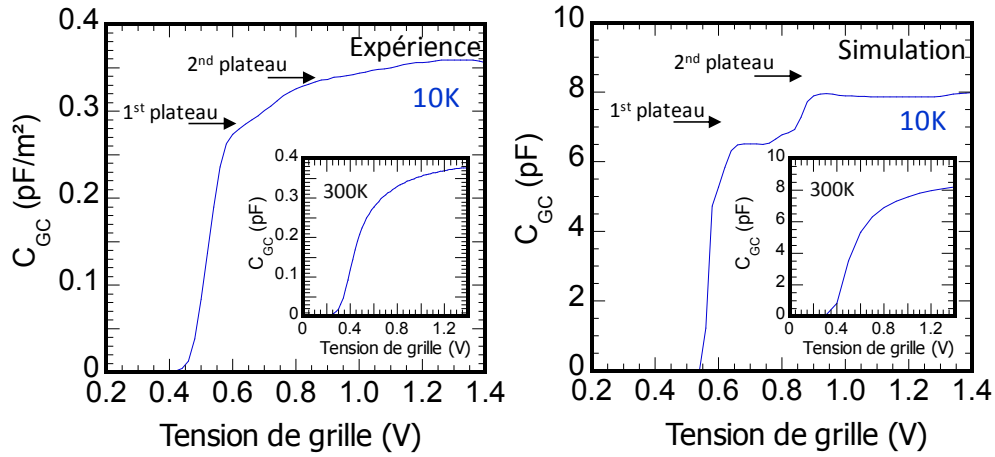 Expérience
2nd plateau
10K
1st plateau
CGC (pF/m²)
0.4
0.3
0.2
0.1
0
0.2 0.4 0.6 0.8 1.0 1.2 1.4
Tension de grille (V)
300K
CGC (pF)
0.4
0.3
0.2
0.1
0
0 0.4 0.8 1.2
Tension de grille (V)
Simulation
2nd plateau
1st plateau
10K
CGC (pF)
10
8
6
4
2
0
0.2 0.4 0.6 0.8 1.0 1.2 1.4
Tension de grille (V)
300K
CGC (pF)
10
8
6
4
2
0
0 0.4 0.8 1.2
Tension de grille (V)